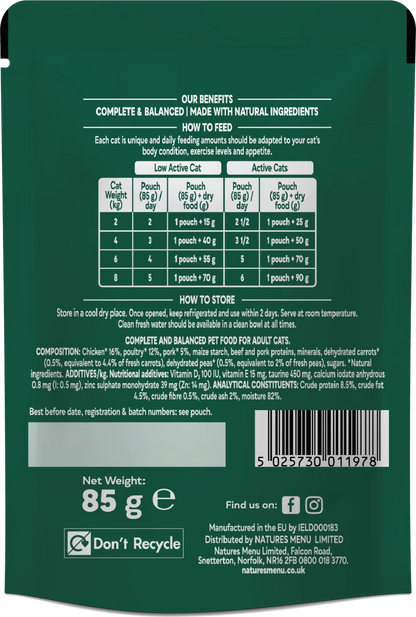 OUR BENEFITS
COMPLETE & BALANCED | MADE WITH NATURAL INGREDIENTS
HOW TO FEED
Each cat is unique and daily feeding amounts should be adapted to your cat's
body condition, exercise levels and appetite.
Low Active Cat Active Cats
Cat Weight (kg) Pouch (85 g) / day Pouch (85 g) + dry food (g) Pouch (85 g) / day Pouch (85 g) + dry food (g)
2 2 1 pouch + 15 g 2 1/2 1 pouch + 25 g
4 3 1 pouch + 40 g 3 1/2 1 pouch + 50 g
6 4 1 pouch + 55 g 5 1 pouch + 70 g
8 5 1 pouch + 70 g 6 1 pouch + 90 g
HOW TO STORE
Store in a cool dry place. Once opened, keep refrigerated and use within 2 days. Serve at room temperature.
Clean fresh water should be available in a clean bowl at all times.
COMPLETE AND BALANCED PET FOOD FOR ADULT CATS.
COMPOSITION: Chicken* 16%, poultry* 12%, pork* 5%, maize starch, beef and pork proteins, minerals, dehydrated carrots*
(0.5%, equivalent to 4.4% of fresh carrots), dehydrated peas* (0.5%, equivalent to 2% of fresh peas), sugars. *Natural
ingredients. ADDITIVES/kg. Nutritional additives: Vitamin D₃ 100 IU, vitamin E 15 mg, taurine 450 mg, calcium iodate anhydrous
0.8 mg (I: 0.5 mg), zinc sulphate monohydrate 39 mg (Zn: 14 mg). ANALYTICAL CONSTITUENTS: Crude protein 8.5%, crude fat
4.5%, crude fibre 0.5%, crude ash 2%, moisture 82%.
Best before date, registration & batch numbers: see pouch.
5 025730 011978
Net Weight:
85 g ℮
Find us on:
Don't Recycle
Manufactured in the EU by IELD000183
Distributed by NATURES MENU LIMITED
Natures Menu Limited, Falcon Road,
Snetterton, Norfolk, NR16 2FB 0800 018 3770.
naturesmenu.co.uk